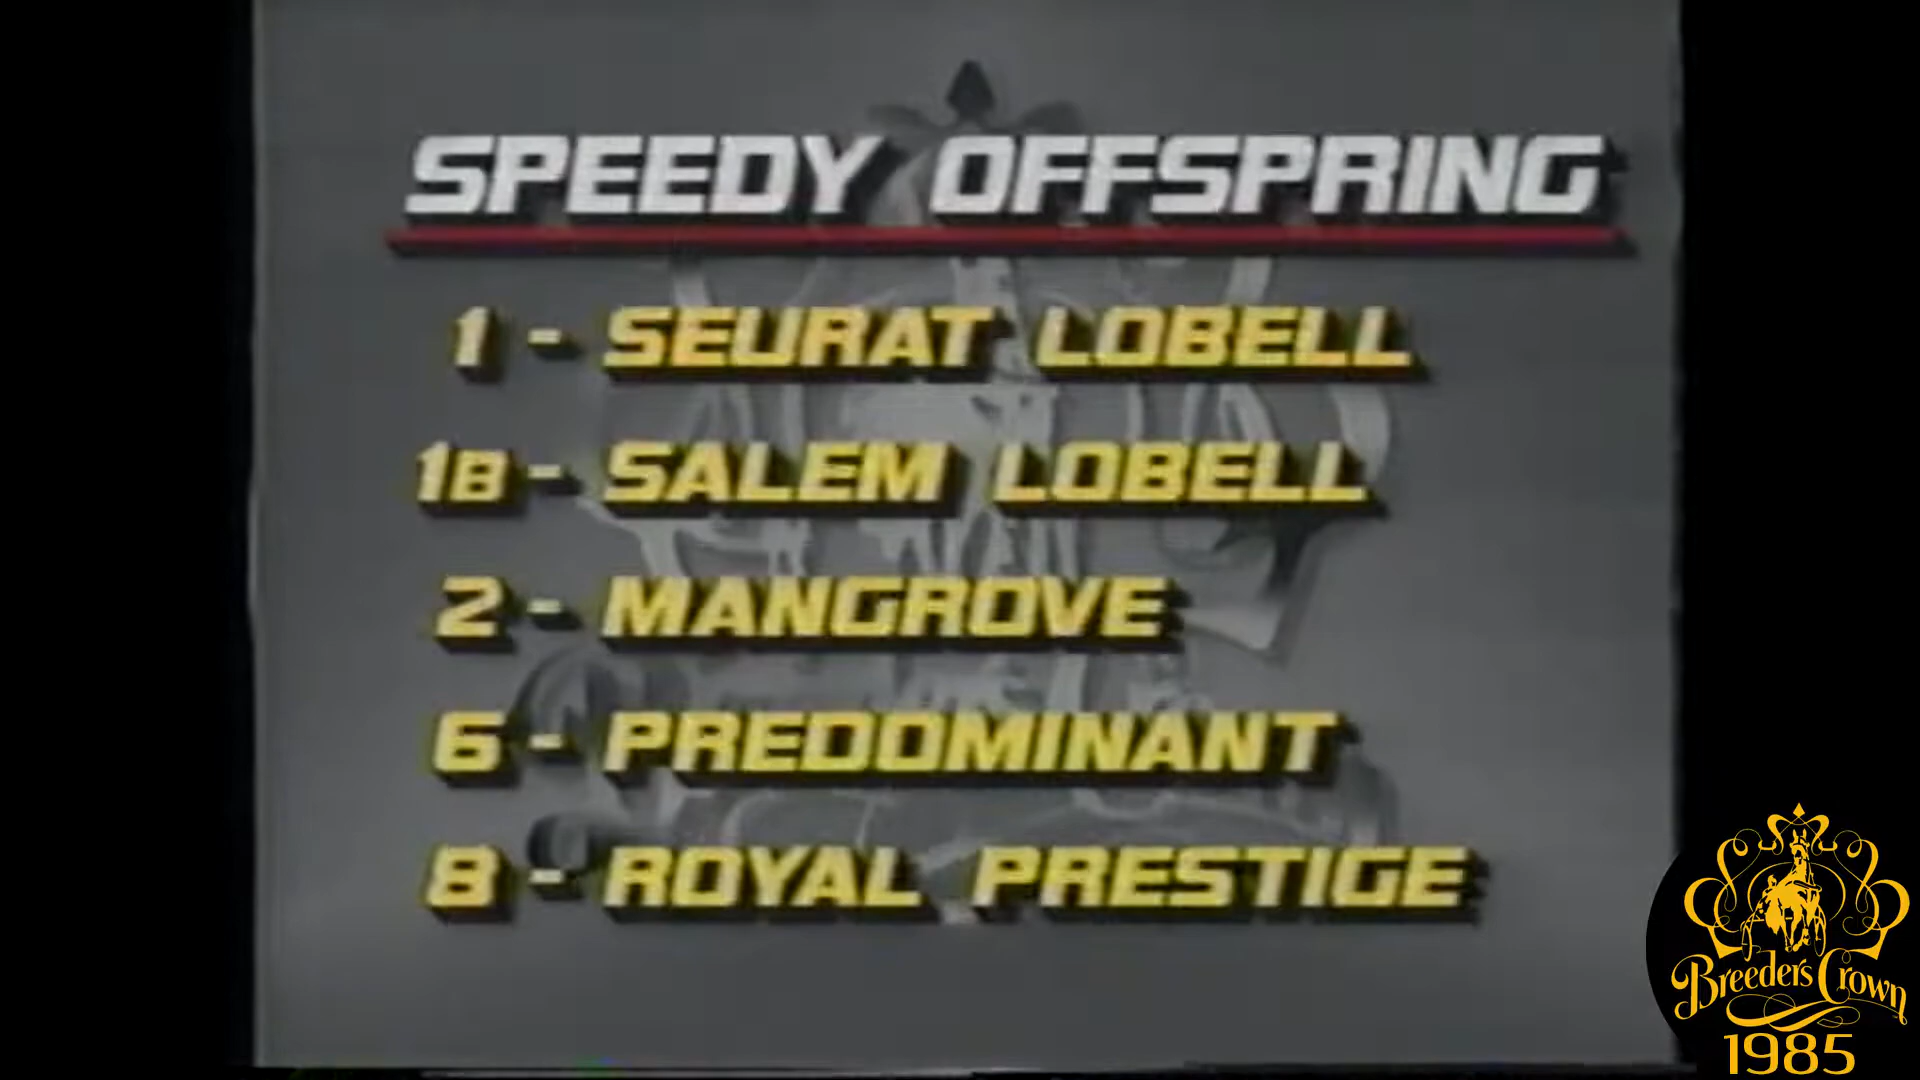 SPEEDY OFFSPRING
1 - SEURAT LOBELL
1B - SALEM LOBELL
2 - MANGROVE
6 - PREDOMINANT
8 - ROYAL PRESTIGE
Breeders Crown
1985